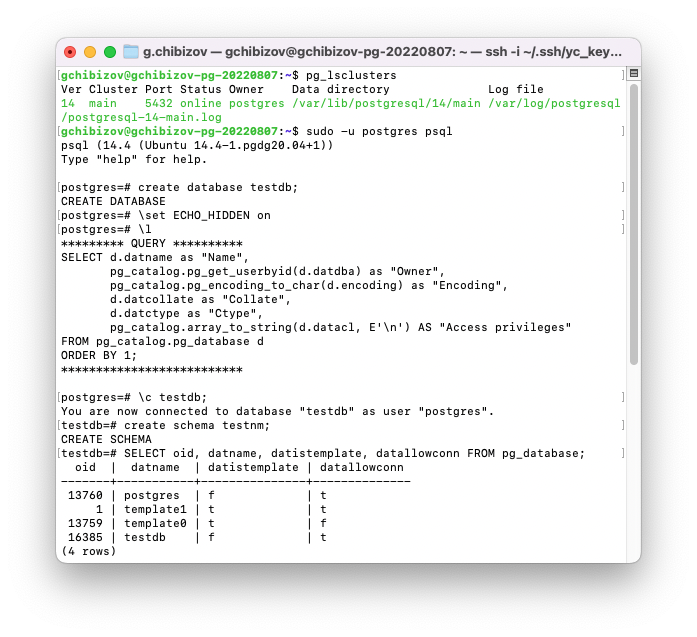 g.chibizov — gchibizov@gchibizov-pg-20220807: ~ — ssh -i ~/.ssh/yc_key...
[gchibizov@gchibizov-pg-20220807:~$ pg_lsclusters ]
Ver Cluster Port Status Owner    Data directory              Log file
14  main    5432 online postgres /var/lib/postgresql/14/main /var/log/postgresql
/postgresql-14-main.log
[gchibizov@gchibizov-pg-20220807:~$ sudo -u postgres psql ]
psql (14.4 (Ubuntu 14.4-1.pgdg20.04+1))
Type "help" for help.
[postgres=# create database testdb; ]
CREATE DATABASE
[postgres=# \set ECHO_HIDDEN on ]
[postgres=# \l ]
********* QUERY **********
SELECT d.datname as "Name",
       pg_catalog.pg_get_userbyid(d.datdba) as "Owner",
       pg_catalog.pg_encoding_to_char(d.encoding) as "Encoding",
       d.datcollate as "Collate",
       d.datctype as "Ctype",
       pg_catalog.array_to_string(d.datacl, E'\n') AS "Access privileges"
FROM pg_catalog.pg_database d
ORDER BY 1;
**************************
[postgres=# \c testdb; ]
You are now connected to database "testdb" as user "postgres".
[testdb=# create schema testnm; ]
CREATE SCHEMA
[testdb=# SELECT oid, datname, datistemplate, datallowconn FROM pg_database; ]
  oid  |  datname  | datistemplate | datallowconn
-------+-----------+---------------+--------------
 13760 | postgres  | f             | t
     1 | template1 | t             | t
 13759 | template0 | t             | f
 16385 | testdb    | f             | t
(4 rows)